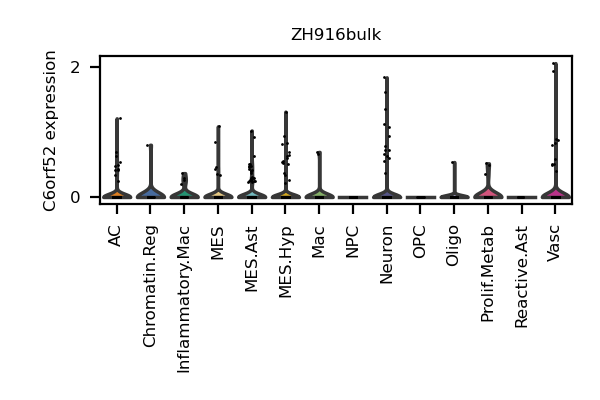 ZH916bulk
C6orf52 expression
2
0
AC
Chromatin.Reg
Inflammatory.Mac
MES
MES.Ast
MES.Hyp
Mac
NPC
Neuron
OPC
Oligo
Prolif.Metab
Reactive.Ast
Vasc